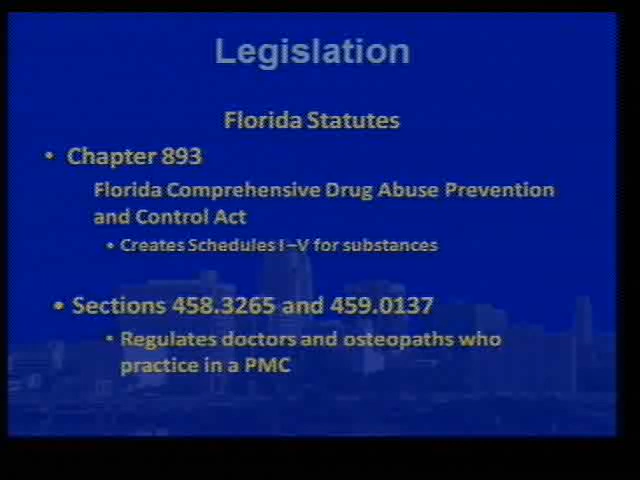 Legislation
Florida Statutes
• Chapter 893
Florida Comprehensive Drug Abuse Prevention
and Control Act
• Creates Schedules I –V for substances
• Sections 458.3265 and 459.0137
• Regulates doctors and osteopaths who
practice in a PMC